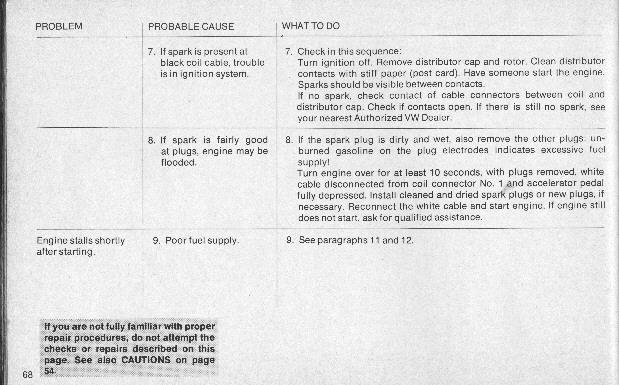 PROBLEM
PROBABLE CAUSE
WHAT TO DO
7. If spark is present at
black coil cable, trouble
is in ignition system.
7. Check in this sequence:
Turn ignition off. Remove distributor cap and rotor. Clean distributor
contacts with stiff paper (post card). Have someone start the engine.
Sparks should be visible between contacts.
If no spark, check contact of cable connectors between coil and
distributor cap. Check if contacts open. If there is still no spark, see
your nearest Authorized VW Dealer.
8. If spark is fairly good
at plugs, engine may be
flooded.
8. If the spark plug is dirty and wet, also remove the other plugs: un-
burned gasoline on the plug electrodes indicates excessive fuel
supply!
Turn engine over for at least 10 seconds, with plugs removed, white
cable disconnected from coil connector No. 1 and accelerator pedal
fully depressed. Install cleaned and dried spark plugs or new plugs, if
necessary. Reconnect the white cable and start engine. If engine still
does not start, ask for qualified assistance.
Engine stalls shortly
after starting.
9. Poor fuel supply.
9. See paragraphs 11 and 12.
If you are not fully familiar with proper
repair procedures, do not attempt the
checks or repairs described on this
page. See also CAUTIONS on page
54.
68